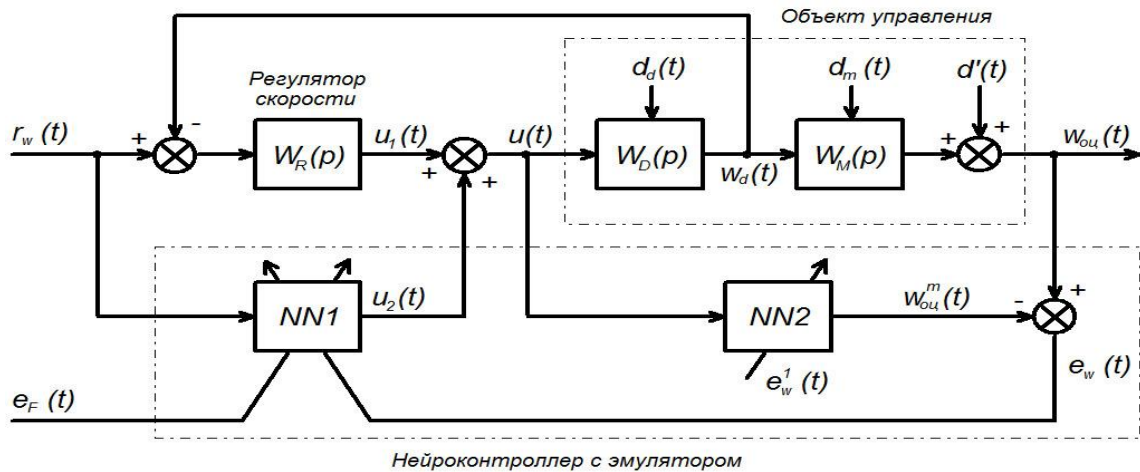 Объект управления
Регулятор
скорости
d_d(t)
d_m(t)
d'(t)
r_w(t)
+
-
W_R(p)
u_1(t)
+
+
u(t)
W_D(p)
w_d(t)
W_M(p)
+
+
w_оц(t)
NN1
u_2(t)
NN2
w^m_оц(t)
-
+
e^1_w(t)
e_w(t)
e_F(t)
Нейроконтроллер с эмулятором